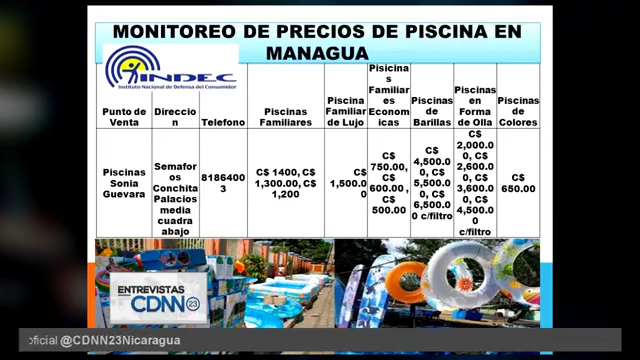 MONITOREO DE PRECIOS DE PISCINA EN
MANAGUA
INDEC
Instituto Nacional de Defensa del Consumidor
Punto de
Venta
Direccio
n
Telefono
Piscinas
Familiares
Piscina
Familiar
de Lujo
Pisicina
s
Familiar
es
Econom
icas
Piscinas
de
Barillas
Piscinas
en
Forma
de Olla
Piscinas
de
Colores
Piscinas
Sonia
Guevara
Semafor
os
Conchita
Palacios
media
cuadra
abajo
8186400
3
C$ 1400, C$
1,300.00, C$
1,200
C$
1,500.0
0
C$
750.00,
C$
600.00 ,
C$
500.00
C$
4,500.0
0, C$
5,500.0
0, C$
6,500.0
0 c/filtro
C$
2,000.0
0, C$
2,600.0
0, C$
3,600.0
0, C$
4,500.0
0
c/filtro
C$
650.00
ENTREVISTAS
CDNN 23
oficial @CDNN23Nicaragua